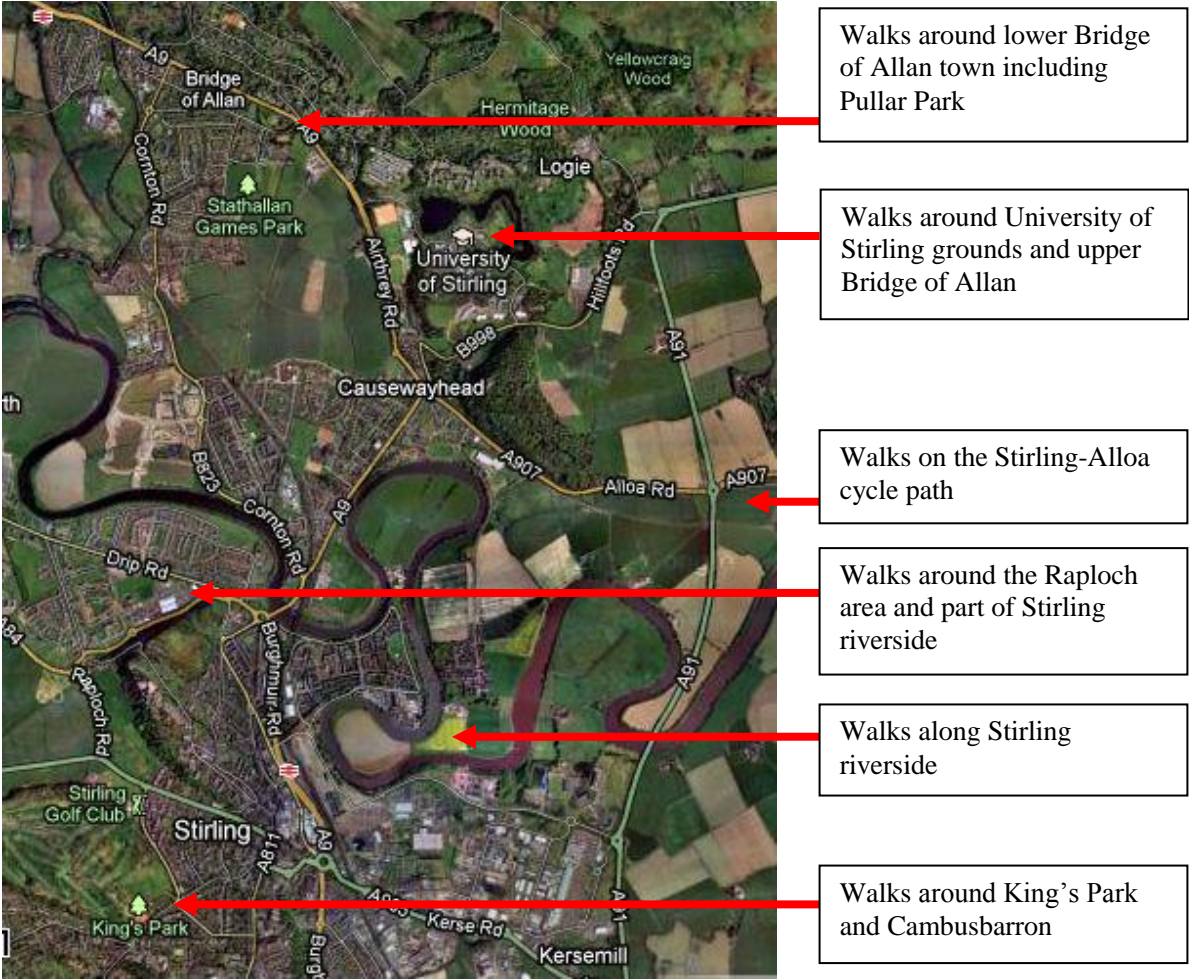 A9
Bridge
of Allan
Yellowcraig
Wood
Hermitage
Wood
A9
Logie
Cornton Rd
Stathallan
Games Park
University
of Stirling
Hillfoots Rd
Airthrey Rd
B998
A91
Causewayhead
th
A907
Alloa Rd
A907
B823
Cornton Rd
A9
Drip Rd
A84
Raploch Rd
Burghmuir-Rd
A91
Stirling
Golf Club
Stirling
A811
A9
King's Park
Kerse Rd
Kersemill
A91
Walks around lower Bridge
of Allan town including
Pullar Park
Walks around University of
Stirling grounds and upper
Bridge of Allan
Walks on the Stirling-Alloa
cycle path
Walks around the Raploch
area and part of Stirling
riverside
Walks along Stirling
riverside
Walks around King’s Park
and Cambusbarron